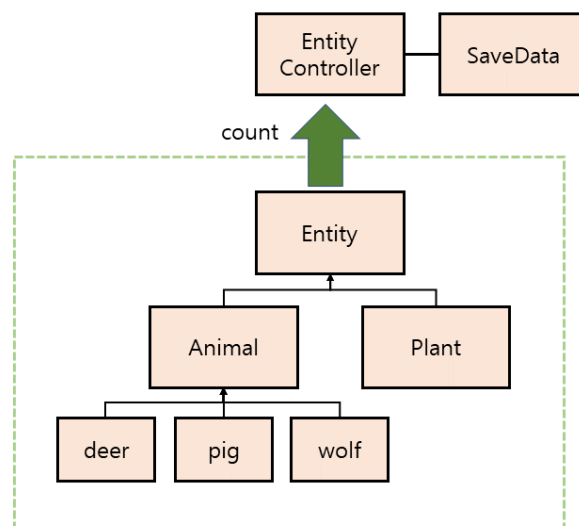 Entity
Controller
SaveData
count
Entity
Animal
Plant
deer
pig
wolf